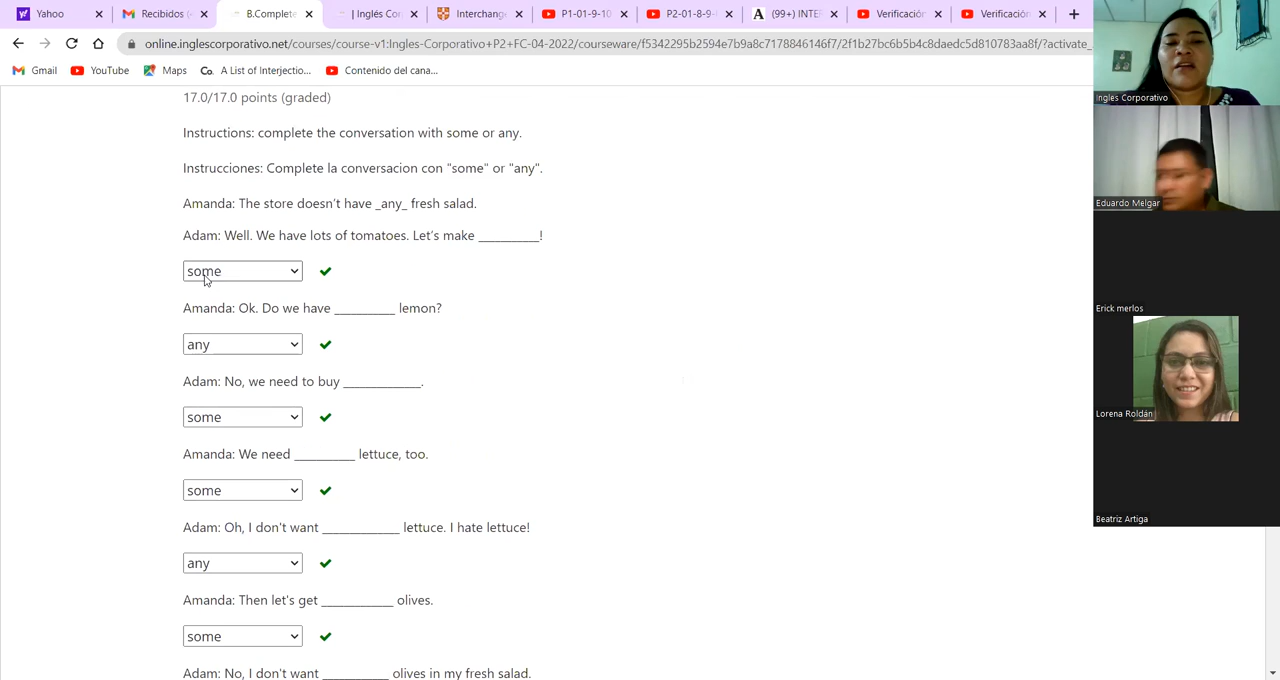 Yahoo
Recibidos (
B.Complete
| Inglés Co
Interchang
P1-01-9-10
P2-01-8-9-
(99+) INTE
Verificació
Verificación
online.inglescorporativo.net/courses/course-v1:Ingles-Corporativo+P2+FC-04-2022/courseware/f5342295b2594e7b9a8c7178846146f7/2f1b27bc6b5b4c8daedc5d810783aa8f/?activate_
Gmail
YouTube
Maps
A List of Interjectio...
Contenido del cana...
17.0/17.0 points (graded)
Instructions: complete the conversation with some or any.
Instrucciones: Complete la conversacion con "some" or "any".
Amanda: The store doesn't have _any_ fresh salad.
Adam: Well. We have lots of tomatoes. Let's make __________!
some
Amanda: Ok. Do we have __________ lemon?
any
Adam: No, we need to buy _____________.
some
Amanda: We need __________ lettuce, too.
some
Adam: Oh, I don't want _____________ lettuce. I hate lettuce!
any
Amanda: Then let's get ____________ olives.
some
Adam: No, I don't want ___________ olives in my fresh salad.
Ingles Corporativo
Eduardo Melgar
Erick merlos
Lorena Roldán
Beatriz Artiga